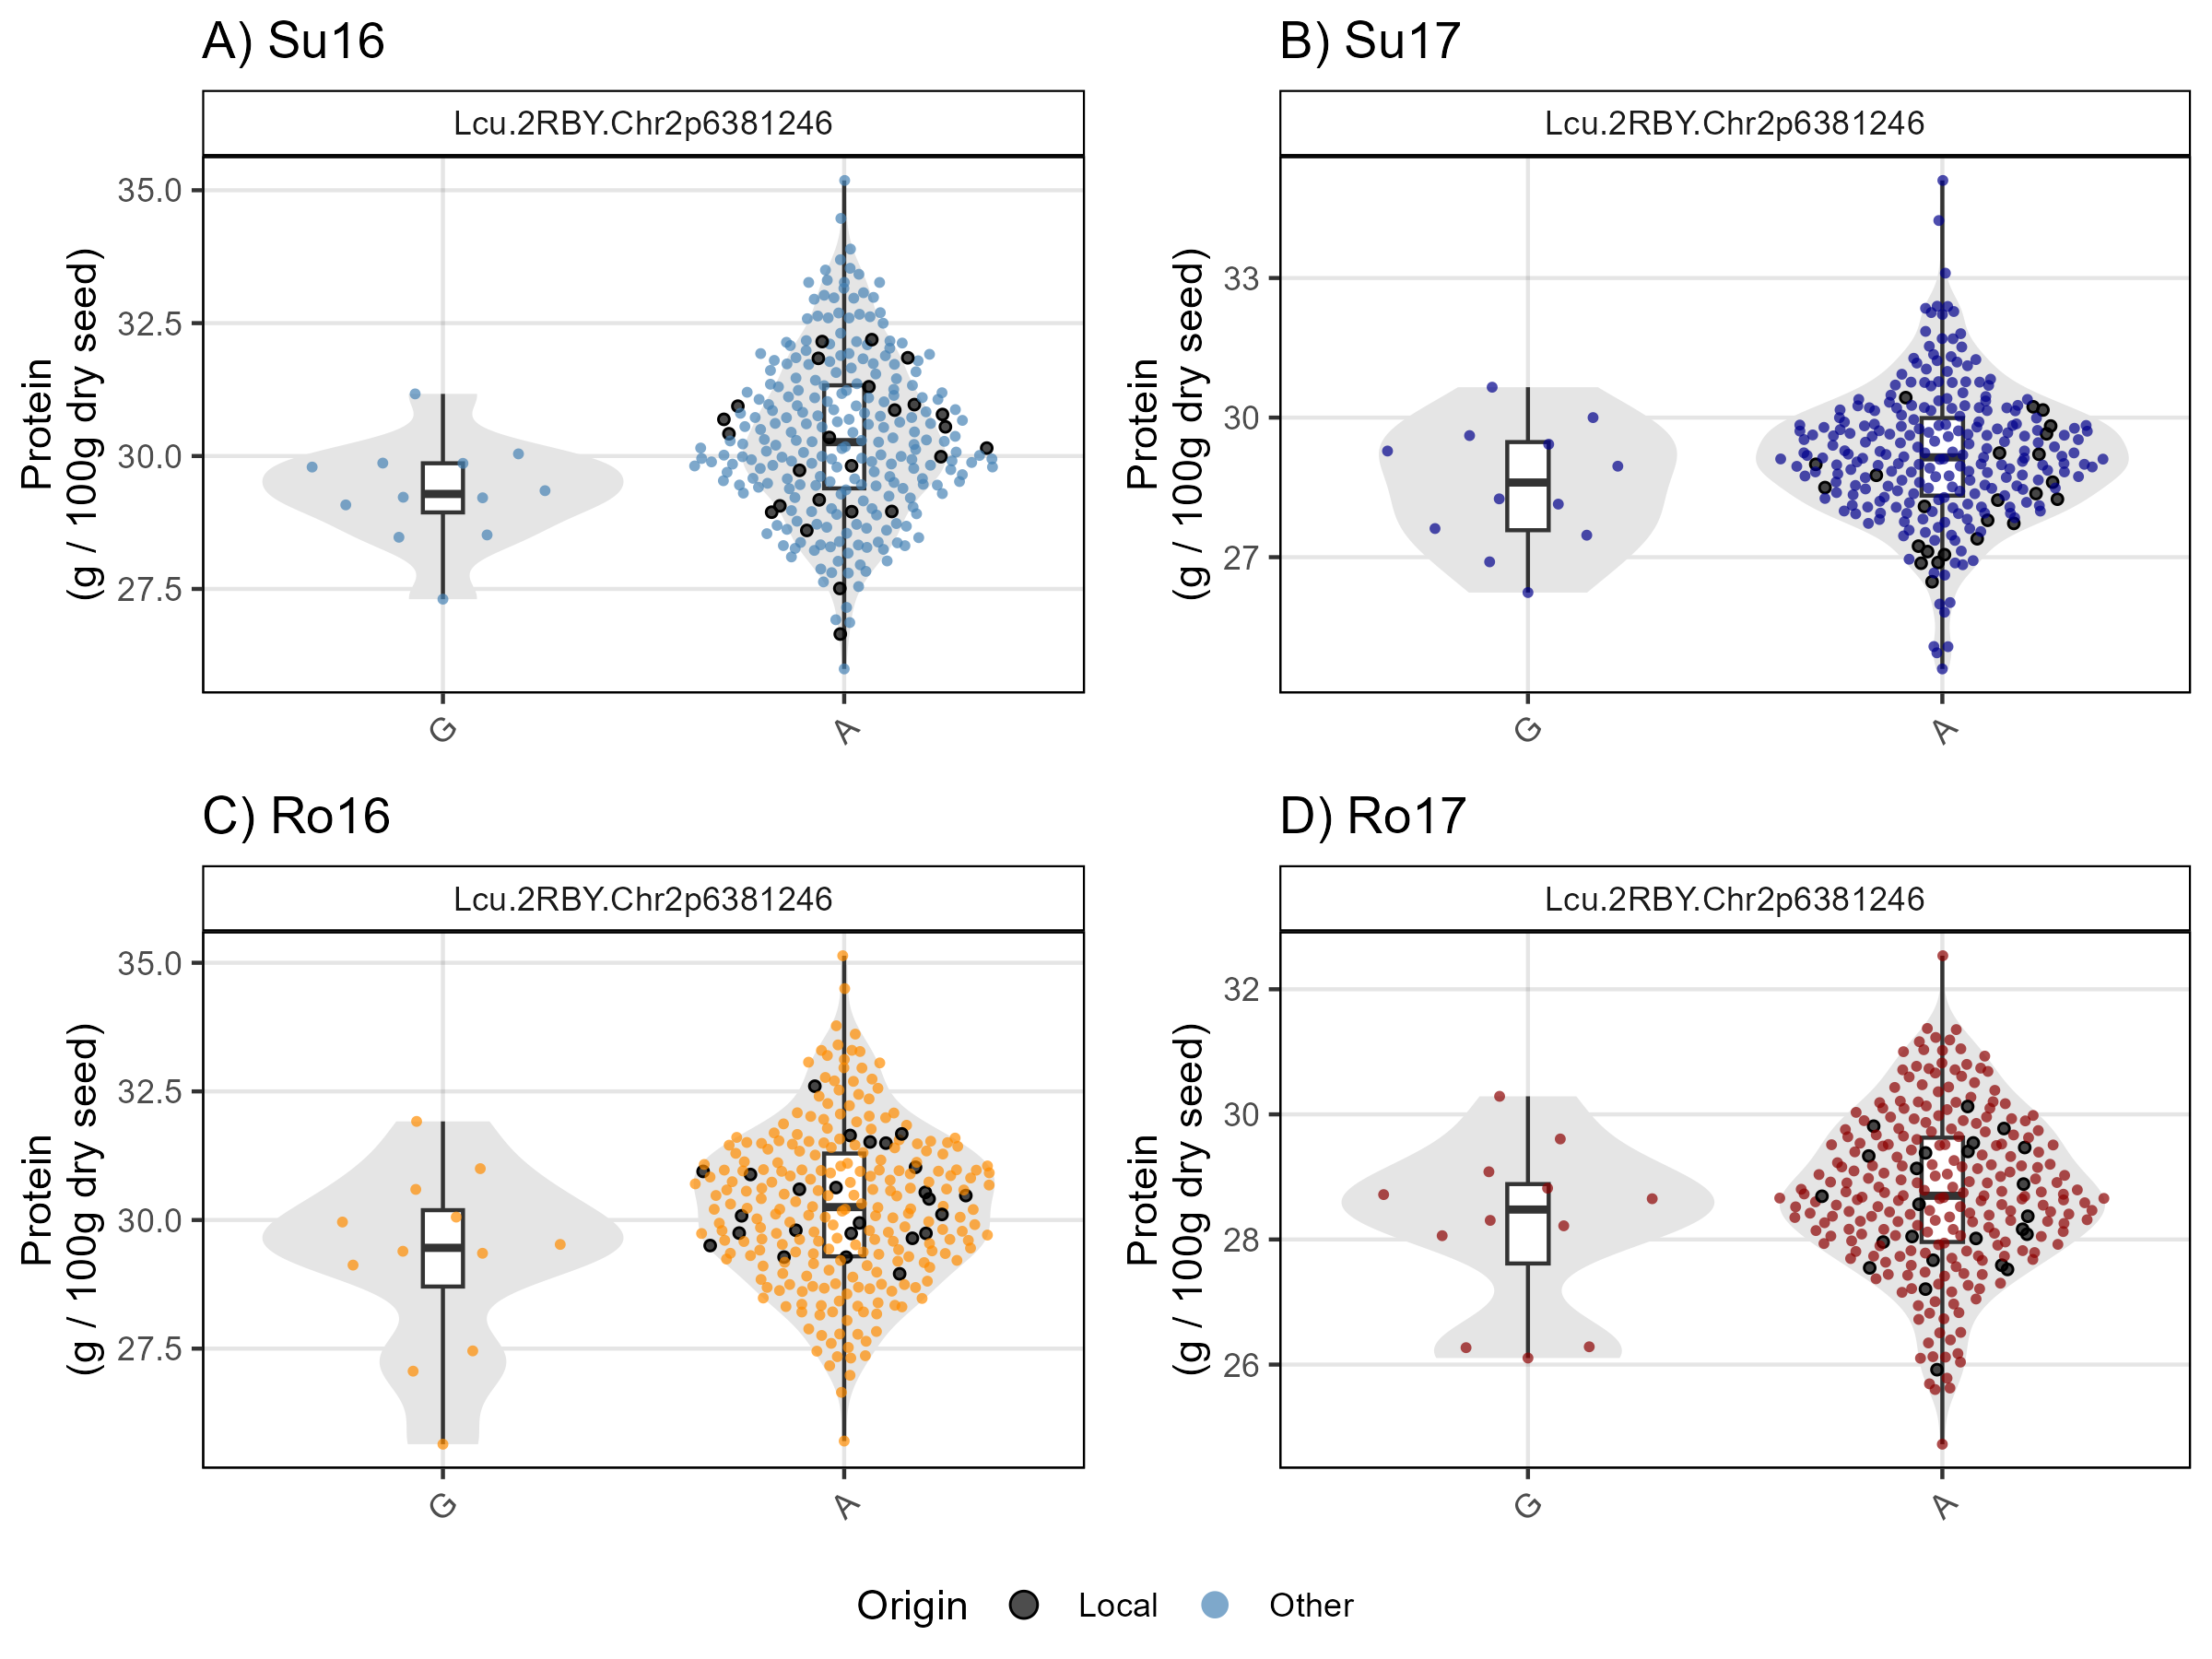 A) Su16
Lcu.2RBY.Chr2p6381246
Protein
(g / 100g dry seed)
35.0
32.5
30.0
27.5
G
A
B) Su17
Lcu.2RBY.Chr2p6381246
Protein
(g / 100g dry seed)
33
30
27
G
A
C) Ro16
Lcu.2RBY.Chr2p6381246
Protein
(g / 100g dry seed)
35.0
32.5
30.0
27.5
G
A
D) Ro17
Lcu.2RBY.Chr2p6381246
Protein
(g / 100g dry seed)
32
30
28
26
G
A
Origin Local Other